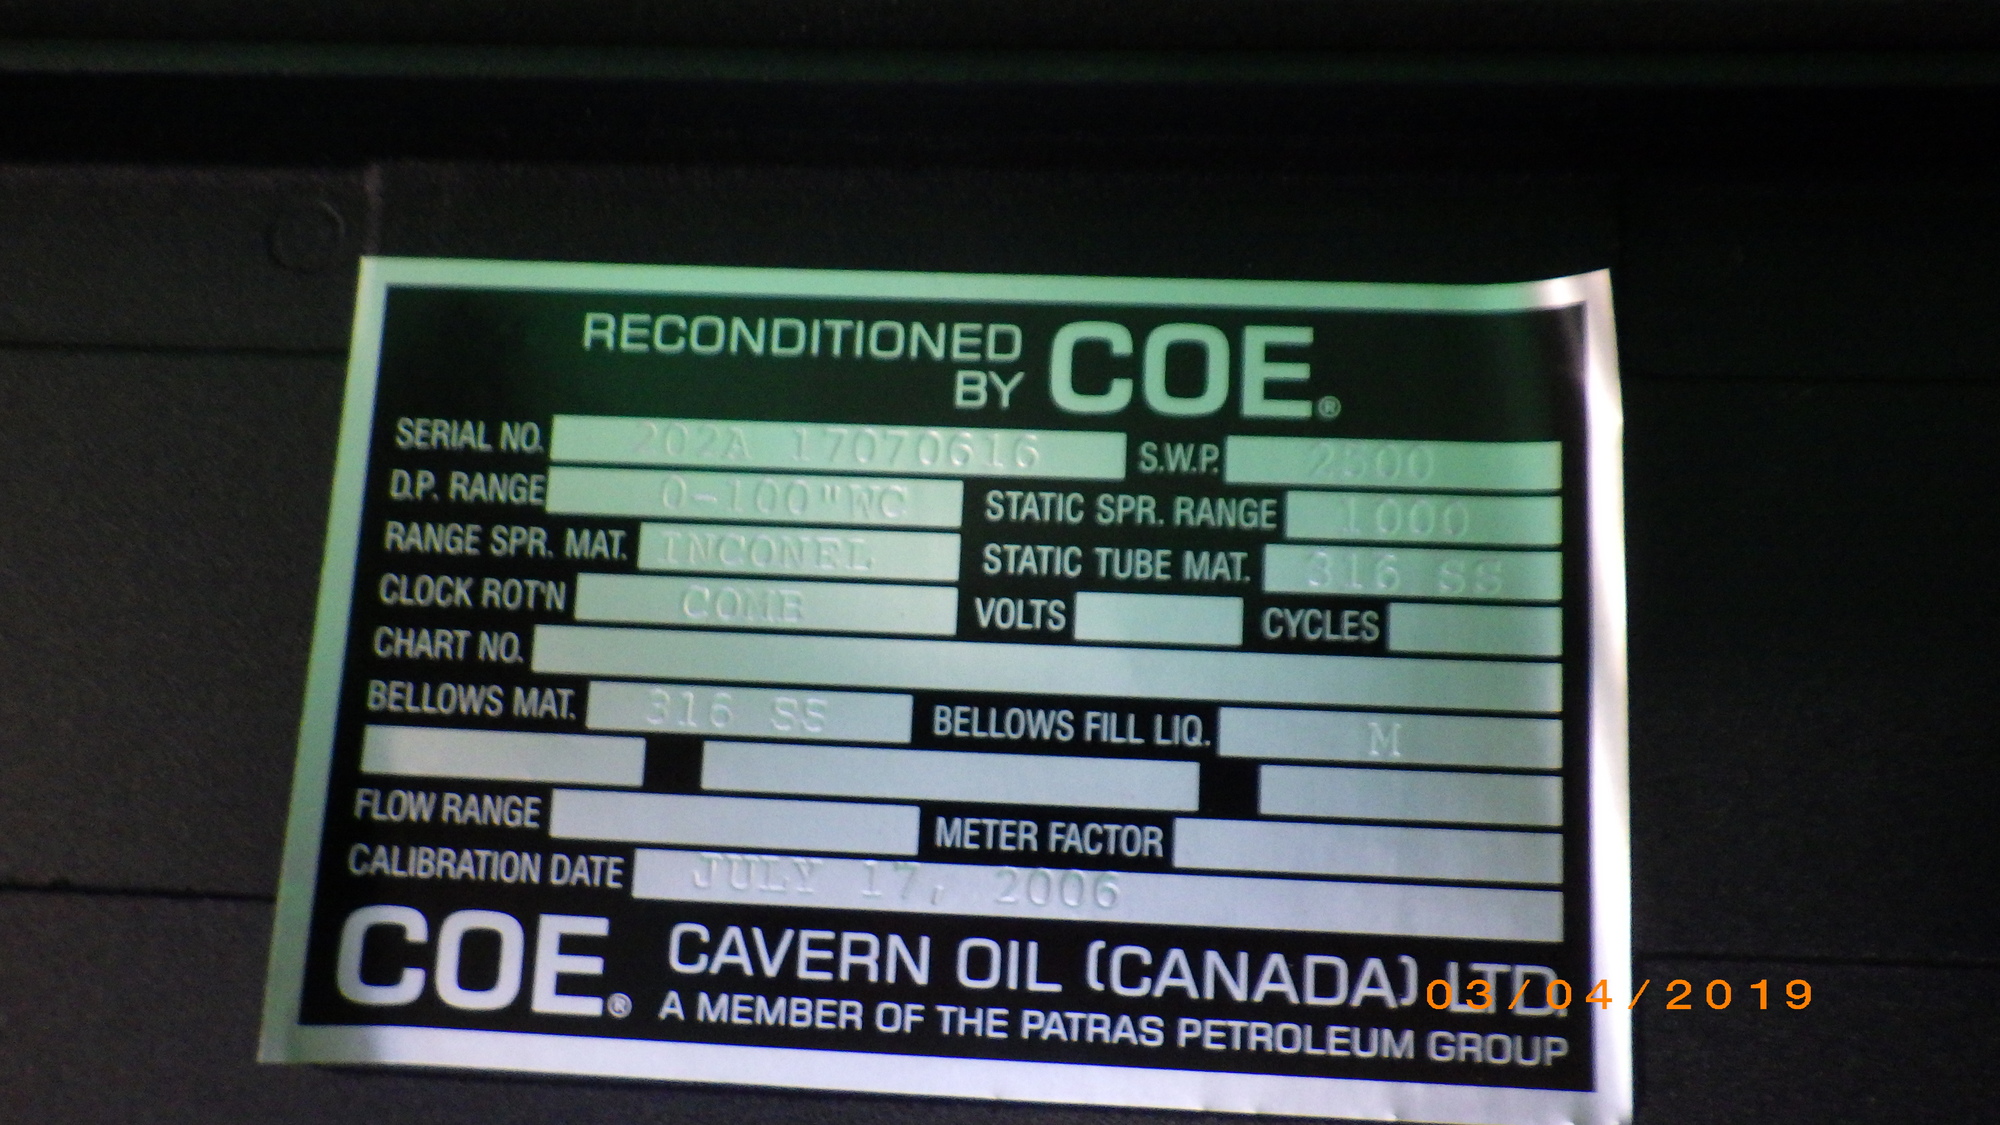 RECONDITIONED
BY COE®
SERIAL NO. 202A 17070616 S.W.P. 2500
D.P. RANGE 0-100"WC STATIC SPR. RANGE 1000
RANGE SPR. MAT. INCONEL STATIC TUBE MAT. 316 SS
CLOCK ROT'N COMB VOLTS CYCLES
CHART NO.
BELLOWS MAT. 316 SS BELLOWS FILL LIQ. M
FLOW RANGE METER FACTOR
CALIBRATION DATE JULY 17, 2006
COE® CAVERN OIL (CANADA) LTD.
A MEMBER OF THE PATRAS PETROLEUM GROUP
03/04/2019